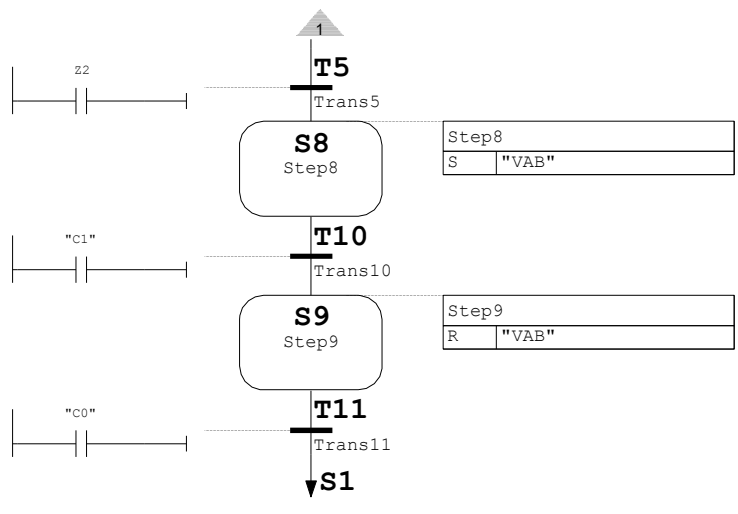 1
T5
Z2
Trans5
S8
Step8
Step8
S "VAB"
T10
"C1"
Trans10
S9
Step9
Step9
R "VAB"
T11
"C0"
Trans11
S1